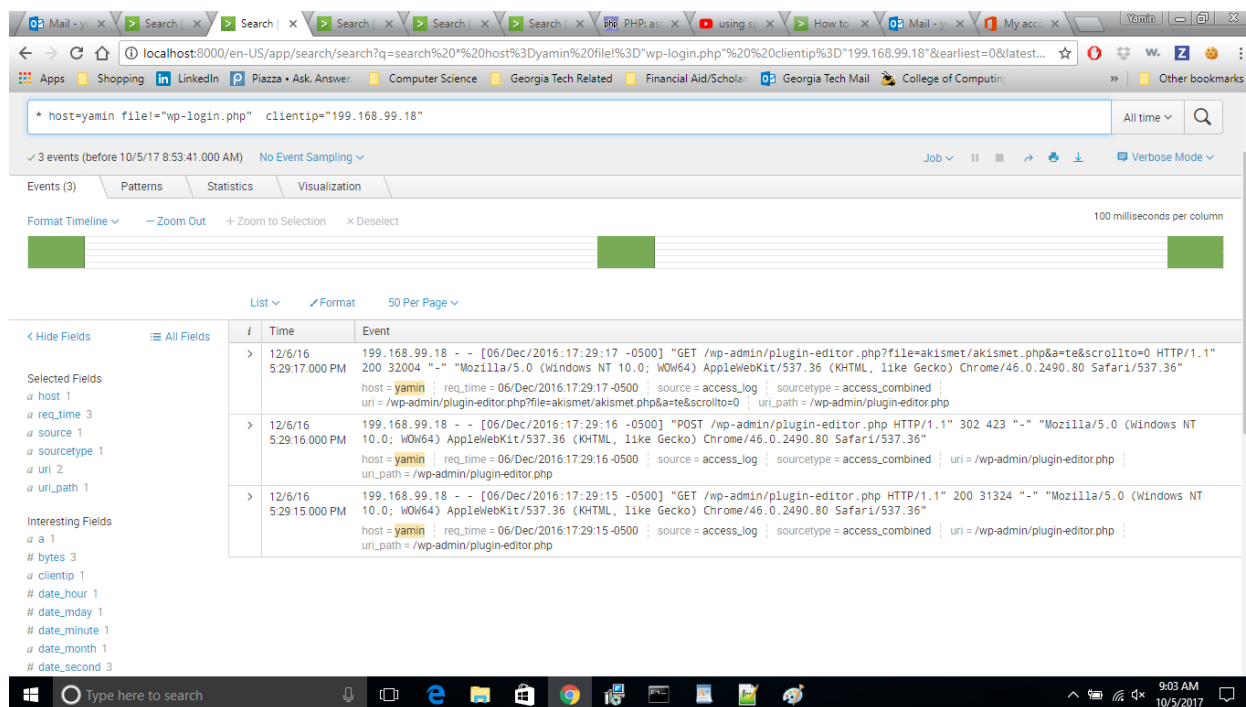 Mail - y
Search |
Search |
Search |
Search |
Search |
php PHP: as
using s
How to
Mail - y
My acc
Yamin
localhost:8000/en-US/app/search/search?q=search%20*%20host%3Dyamin%20file!%3D"wp-login.php"%20%20clientip%3D"199.168.99.18"&earliest=0&latest...
Apps Shopping LinkedIn Piazza • Ask. Answer. Computer Science Georgia Tech Related Financial Aid/Scholar Georgia Tech Mail College of Computin » Other bookmarks
* host=yamin file!="wp-login.php" clientip="199.168.99.18"
All time
✓ 3 events (before 10/5/17 8:53:41.000 AM) No Event Sampling
Job
Verbose Mode
Events (3) Patterns Statistics Visualization
Format Timeline — Zoom Out + Zoom to Selection × Deselect
100 milliseconds per column
List Format 50 Per Page
< Hide Fields All Fields
i Time Event
Selected Fields
a host 1
a req_time 3
a source 1
a sourcetype 1
a uri 2
a uri_path 1
Interesting Fields
a a 1
# bytes 3
a clientip 1
# date_hour 1
# date_mday 1
# date_minute 1
a date_month 1
# date_second 3
> 12/6/16 199.168.99.18 - - [06/Dec/2016:17:29:17 -0500] "GET /wp-admin/plugin-editor.php?file=akismet/akismet.php&a=te&scrollto=0 HTTP/1.1"
5:29:17.000 PM 200 32004 "-" "Mozilla/5.0 (Windows NT 10.0; WOW64) AppleWebKit/537.36 (KHTML, like Gecko) Chrome/46.0.2490.80 Safari/537.36"
host = yamin req_time = 06/Dec/2016:17:29:17 -0500 source = access_log sourcetype = access_combined
uri = /wp-admin/plugin-editor.php?file=akismet/akismet.php&a=te&scrollto=0 uri_path = /wp-admin/plugin-editor.php
> 12/6/16 199.168.99.18 - - [06/Dec/2016:17:29:16 -0500] "POST /wp-admin/plugin-editor.php HTTP/1.1" 302 423 "-" "Mozilla/5.0 (Windows NT
5:29:16.000 PM 10.0; WOW64) AppleWebKit/537.36 (KHTML, like Gecko) Chrome/46.0.2490.80 Safari/537.36"
host = yamin req_time = 06/Dec/2016:17:29:16 -0500 source = access_log sourcetype = access_combined uri = /wp-admin/plugin-editor.php
uri_path = /wp-admin/plugin-editor.php
> 12/6/16 199.168.99.18 - - [06/Dec/2016:17:29:15 -0500] "GET /wp-admin/plugin-editor.php HTTP/1.1" 200 31324 "-" "Mozilla/5.0 (Windows NT
5:29:15.000 PM 10.0; WOW64) AppleWebKit/537.36 (KHTML, like Gecko) Chrome/46.0.2490.80 Safari/537.36"
host = yamin req_time = 06/Dec/2016:17:29:15 -0500 source = access_log sourcetype = access_combined uri = /wp-admin/plugin-editor.php
uri_path = /wp-admin/plugin-editor.php
Type here to search
9:03 AM
10/5/2017